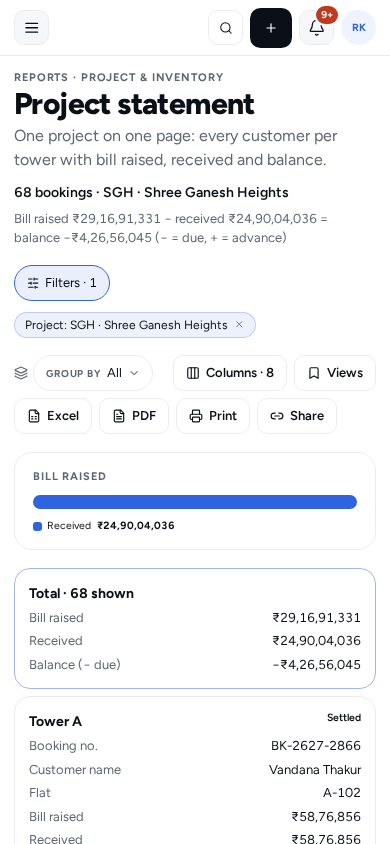 9+
RK
REPORTS · PROJECT & INVENTORY
Project statement
One project on one page: every customer per
tower with bill raised, received and balance.
68 bookings · SGH · Shree Ganesh Heights
Bill raised ₹29,16,91,331 − received ₹24,90,04,036 =
balance −₹4,26,56,045 (− = due, + = advance)
Filters · 1
Project: SGH · Shree Ganesh Heights ×
GROUP BY All
Columns · 8
Views
Excel
PDF
Print
Share
BILL RAISED
Received ₹24,90,04,036
Total · 68 shown
Bill raised ₹29,16,91,331
Received ₹24,90,04,036
Balance (− due) −₹4,26,56,045
Tower A Settled
Booking no. BK-2627-2866
Customer name Vandana Thakur
Flat A-102
Bill raised ₹58,76,856
Received ₹58,76,856